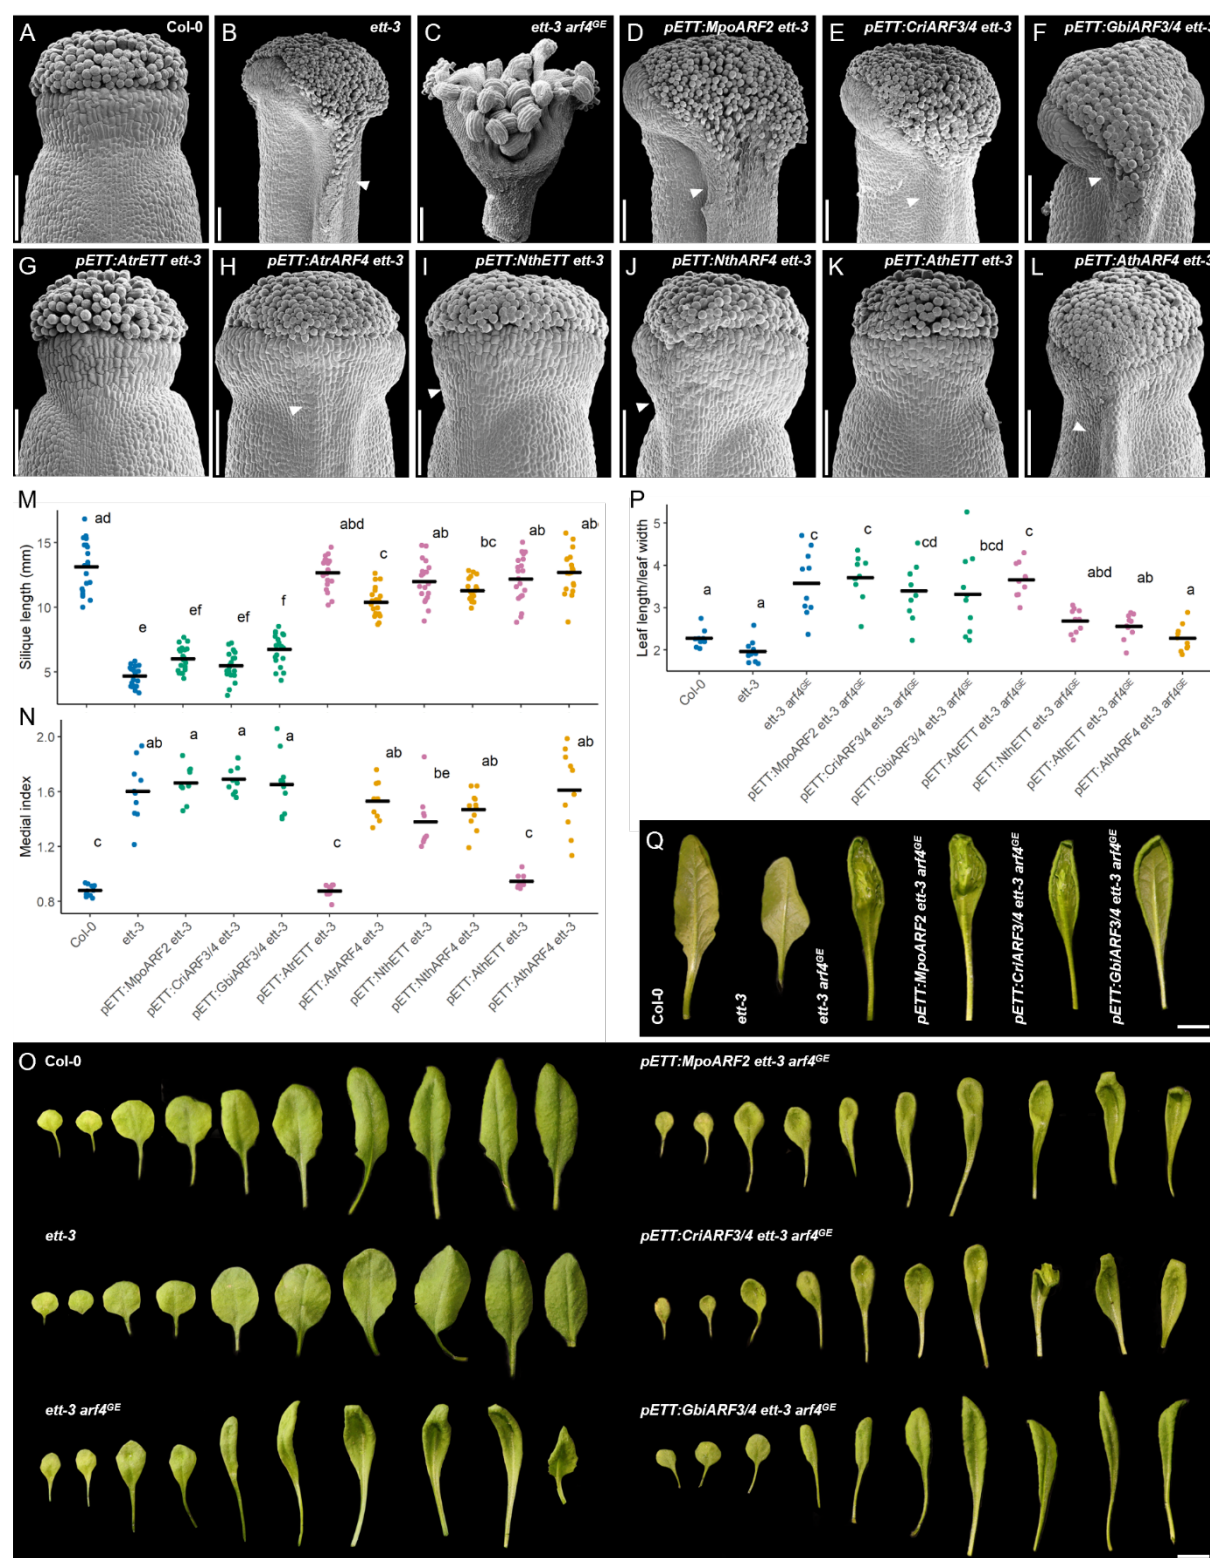 A Col-0
B ett-3
C ett-3 arf4GE
D pETT:MpoARF2 ett-3
E pETT:CriARF3/4 ett-3
F pETT:GbiARF3/4 ett-3
G pETT:AtrETT ett-3
H pETT:AtrARF4 ett-3
I pETT:NthETT ett-3
J pETT:NthARF4 ett-3
K pETT:AthETT ett-3
L pETT:AthARF4 ett-3
M
Silique length (mm)
15
10
5
ad
e
ef
ef
f
abd
c
ab
bc
ab
abc
N
Medial index
2.0
1.6
1.2
0.8
c
ab
a
a
a
c
ab
be
ab
c
ab
Col-0
ett-3
pETT:MpoARF2 ett-3
pETT:CriARF3/4 ett-3
pETT:GbiARF3/4 ett-3
pETT:AtrETT ett-3
pETT:AtrARF4 ett-3
pETT:NthETT ett-3
pETT:NthARF4 ett-3
pETT:AthETT ett-3
pETT:AthARF4 ett-3
P
Leaf length/leaf width
5
4
3
2
a
a
c
c
cd
bcd
c
abd
ab
a
Col-0
ett-3
ett-3 arf4GE
pETT:MpoARF2 ett-3 arf4GE
pETT:CriARF3/4 ett-3 arf4GE
pETT:GbiARF3/4 ett-3 arf4GE
pETT:AtrETT ett-3 arf4GE
pETT:NthETT ett-3 arf4GE
pETT:AthETT ett-3 arf4GE
pETT:AthARF4 ett-3 arf4GE
Q
Col-0
ett-3
ett-3 arf4GE
pETT:MpoARF2 ett-3 arf4GE
pETT:CriARF3/4 ett-3 arf4GE
pETT:GbiARF3/4 ett-3 arf4GE
O Col-0
ett-3
ett-3 arf4GE
pETT:MpoARF2 ett-3 arf4GE
pETT:CriARF3/4 ett-3 arf4GE
pETT:GbiARF3/4 ett-3 arf4GE